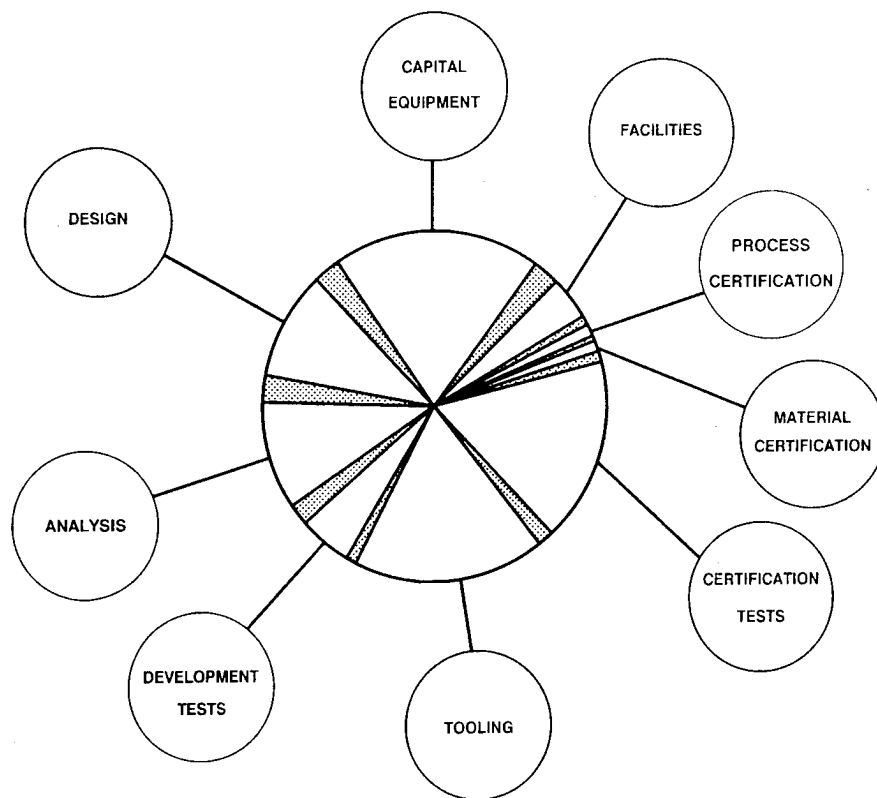 CAPITAL
EQUIPMENT
FACILITIES
PROCESS
CERTIFICATION
MATERIAL
CERTIFICATION
CERTIFICATION
TESTS
TOOLING
DEVELOPMENT
TESTS
ANALYSIS
DESIGN